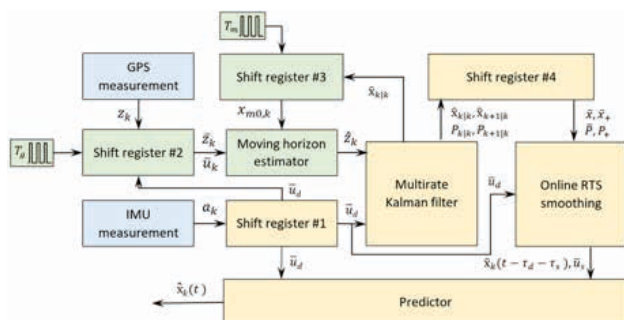 T_m
GPS measurement
Shift register #3
Shift register #4
x̂_{k|k}
z_k
x_{m0,k}
x̂_{k|k}, x̂_{k+1|k}
P_{k|k}, P_{k+1|k}
x̂, x̂_+
P̄, P_+
T_d
Shift register #2
z̄_k
ū_k
Moving horizon estimator
ẑ_k
Multirate Kalman filter
ū_d
Online RTS smoothing
ū_d
IMU measurement
a_k
Shift register #1
ū_d
ū_d
x̂_k(t − τ_d − τ_s), ū_s
x̂_k(t)
Predictor